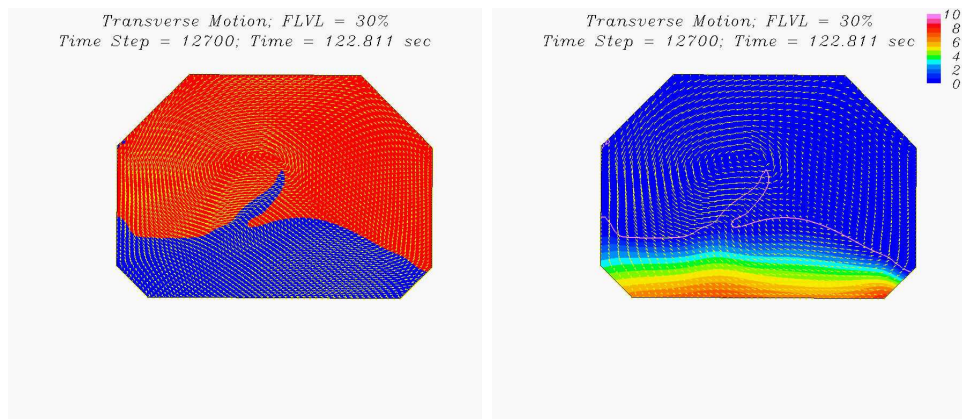 Transverse Motion; FLVL = 30%
Time Step = 12700; Time = 122.811 sec
Transverse Motion; FLVL = 30%
Time Step = 12700; Time = 122.811 sec
10
8
6
4
2
0